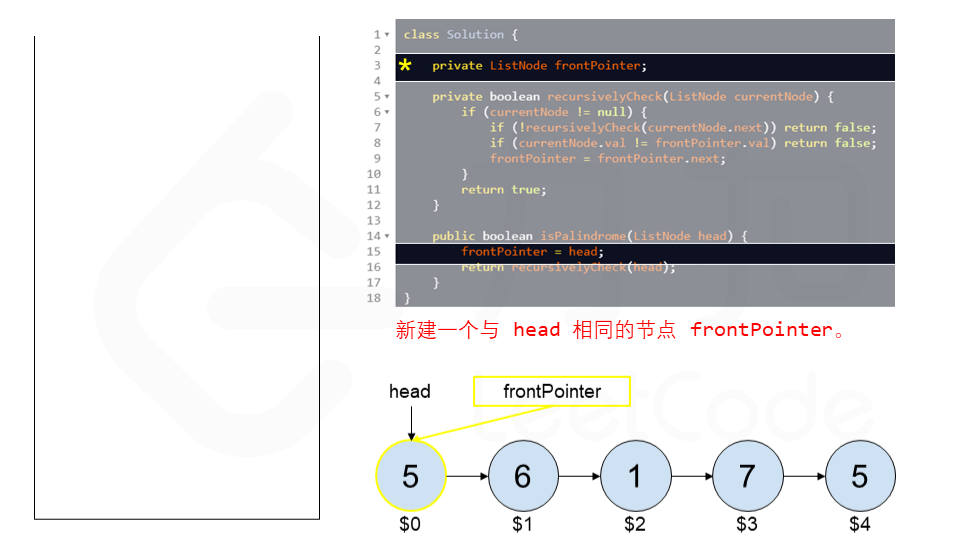 1 class Solution {
2
3 * private ListNode frontPointer;
4
5 private boolean recursivelyCheck(ListNode currentNode) {
6 if (currentNode != null) {
7 if (!recursivelyCheck(currentNode.next)) return false;
8 if (currentNode.val != frontPointer.val) return false;
9 frontPointer = frontPointer.next;
10 }
11 return true;
12 }
13
14 public boolean isPalindrome(ListNode head) {
15 frontPointer = head;
16 return recursivelyCheck(head);
17 }
18 }
新建一个与 head 相同的节点 frontPointer。
head frontPointer
LeetCode
5 6 1 7 5
$0 $1 $2 $3 $4